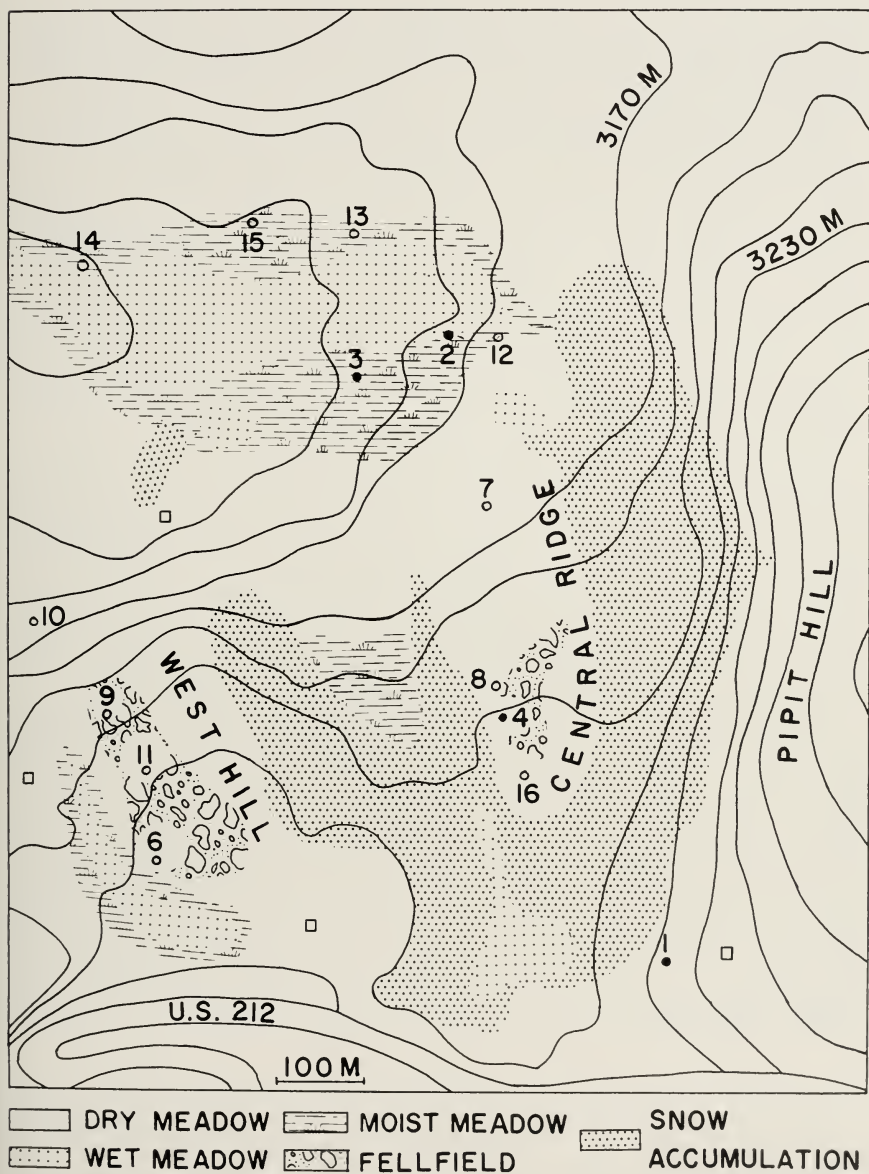 3170 M
3230 M
13
15
14
2
12
3
7
CENTRAL RIDGE
10
WEST HILL
8
9
4
PIPIT HILL
11
16
6
1
U.S. 212
100 M
DRY MEADOW
MOIST MEADOW
SNOW ACCUMULATION
WET MEADOW
FELLFIELD